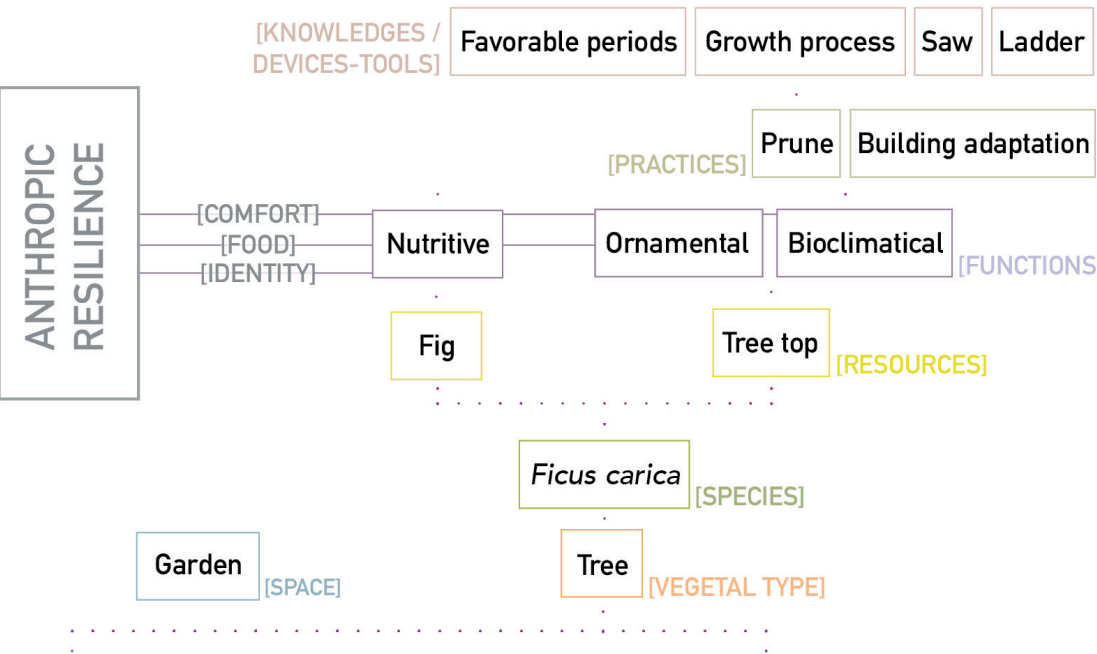 [KNOWLEDGES /
DEVICES-TOOLS]
Favorable periods
Growth process
Saw
Ladder
Prune
Building adaptation
[PRACTICES]
ANTHROPIC
RESILIENCE
[COMFORT]
[FOOD]
[IDENTITY]
Nutritive
Ornamental
Bioclimatical
[FUNCTIONS
Fig
Tree top
[RESOURCES]
Ficus carica
[SPECIES]
Garden
[SPACE]
Tree
[VEGETAL TYPE]